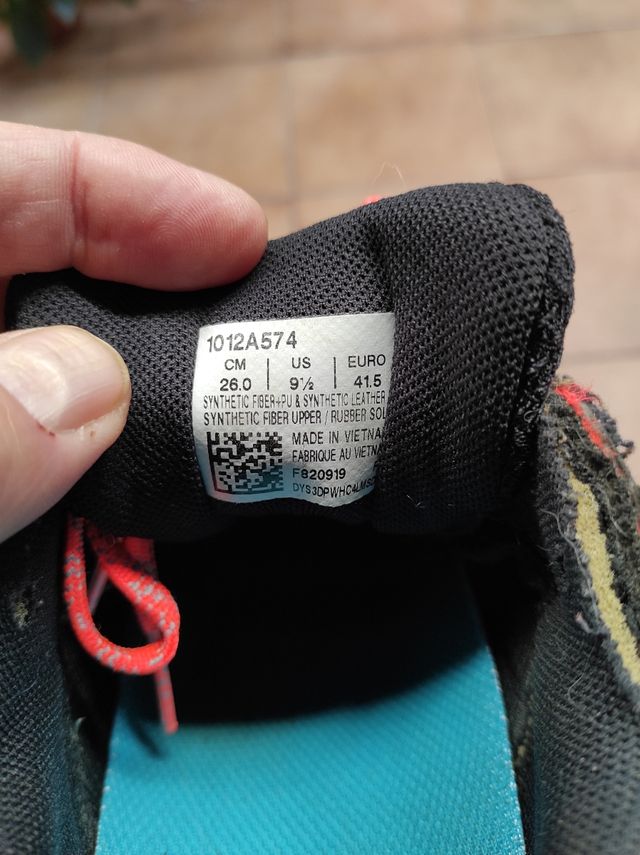 1012A574
CM | US | EURO
26.0 | 9½ | 41.5
SYNTHETIC FIBER+PU & SYNTHETIC LEATHER
SYNTHETIC FIBER UPPER / RUBBER SOL
MADE IN VIETNA
FABRIQUE AU VIETNA
F820919